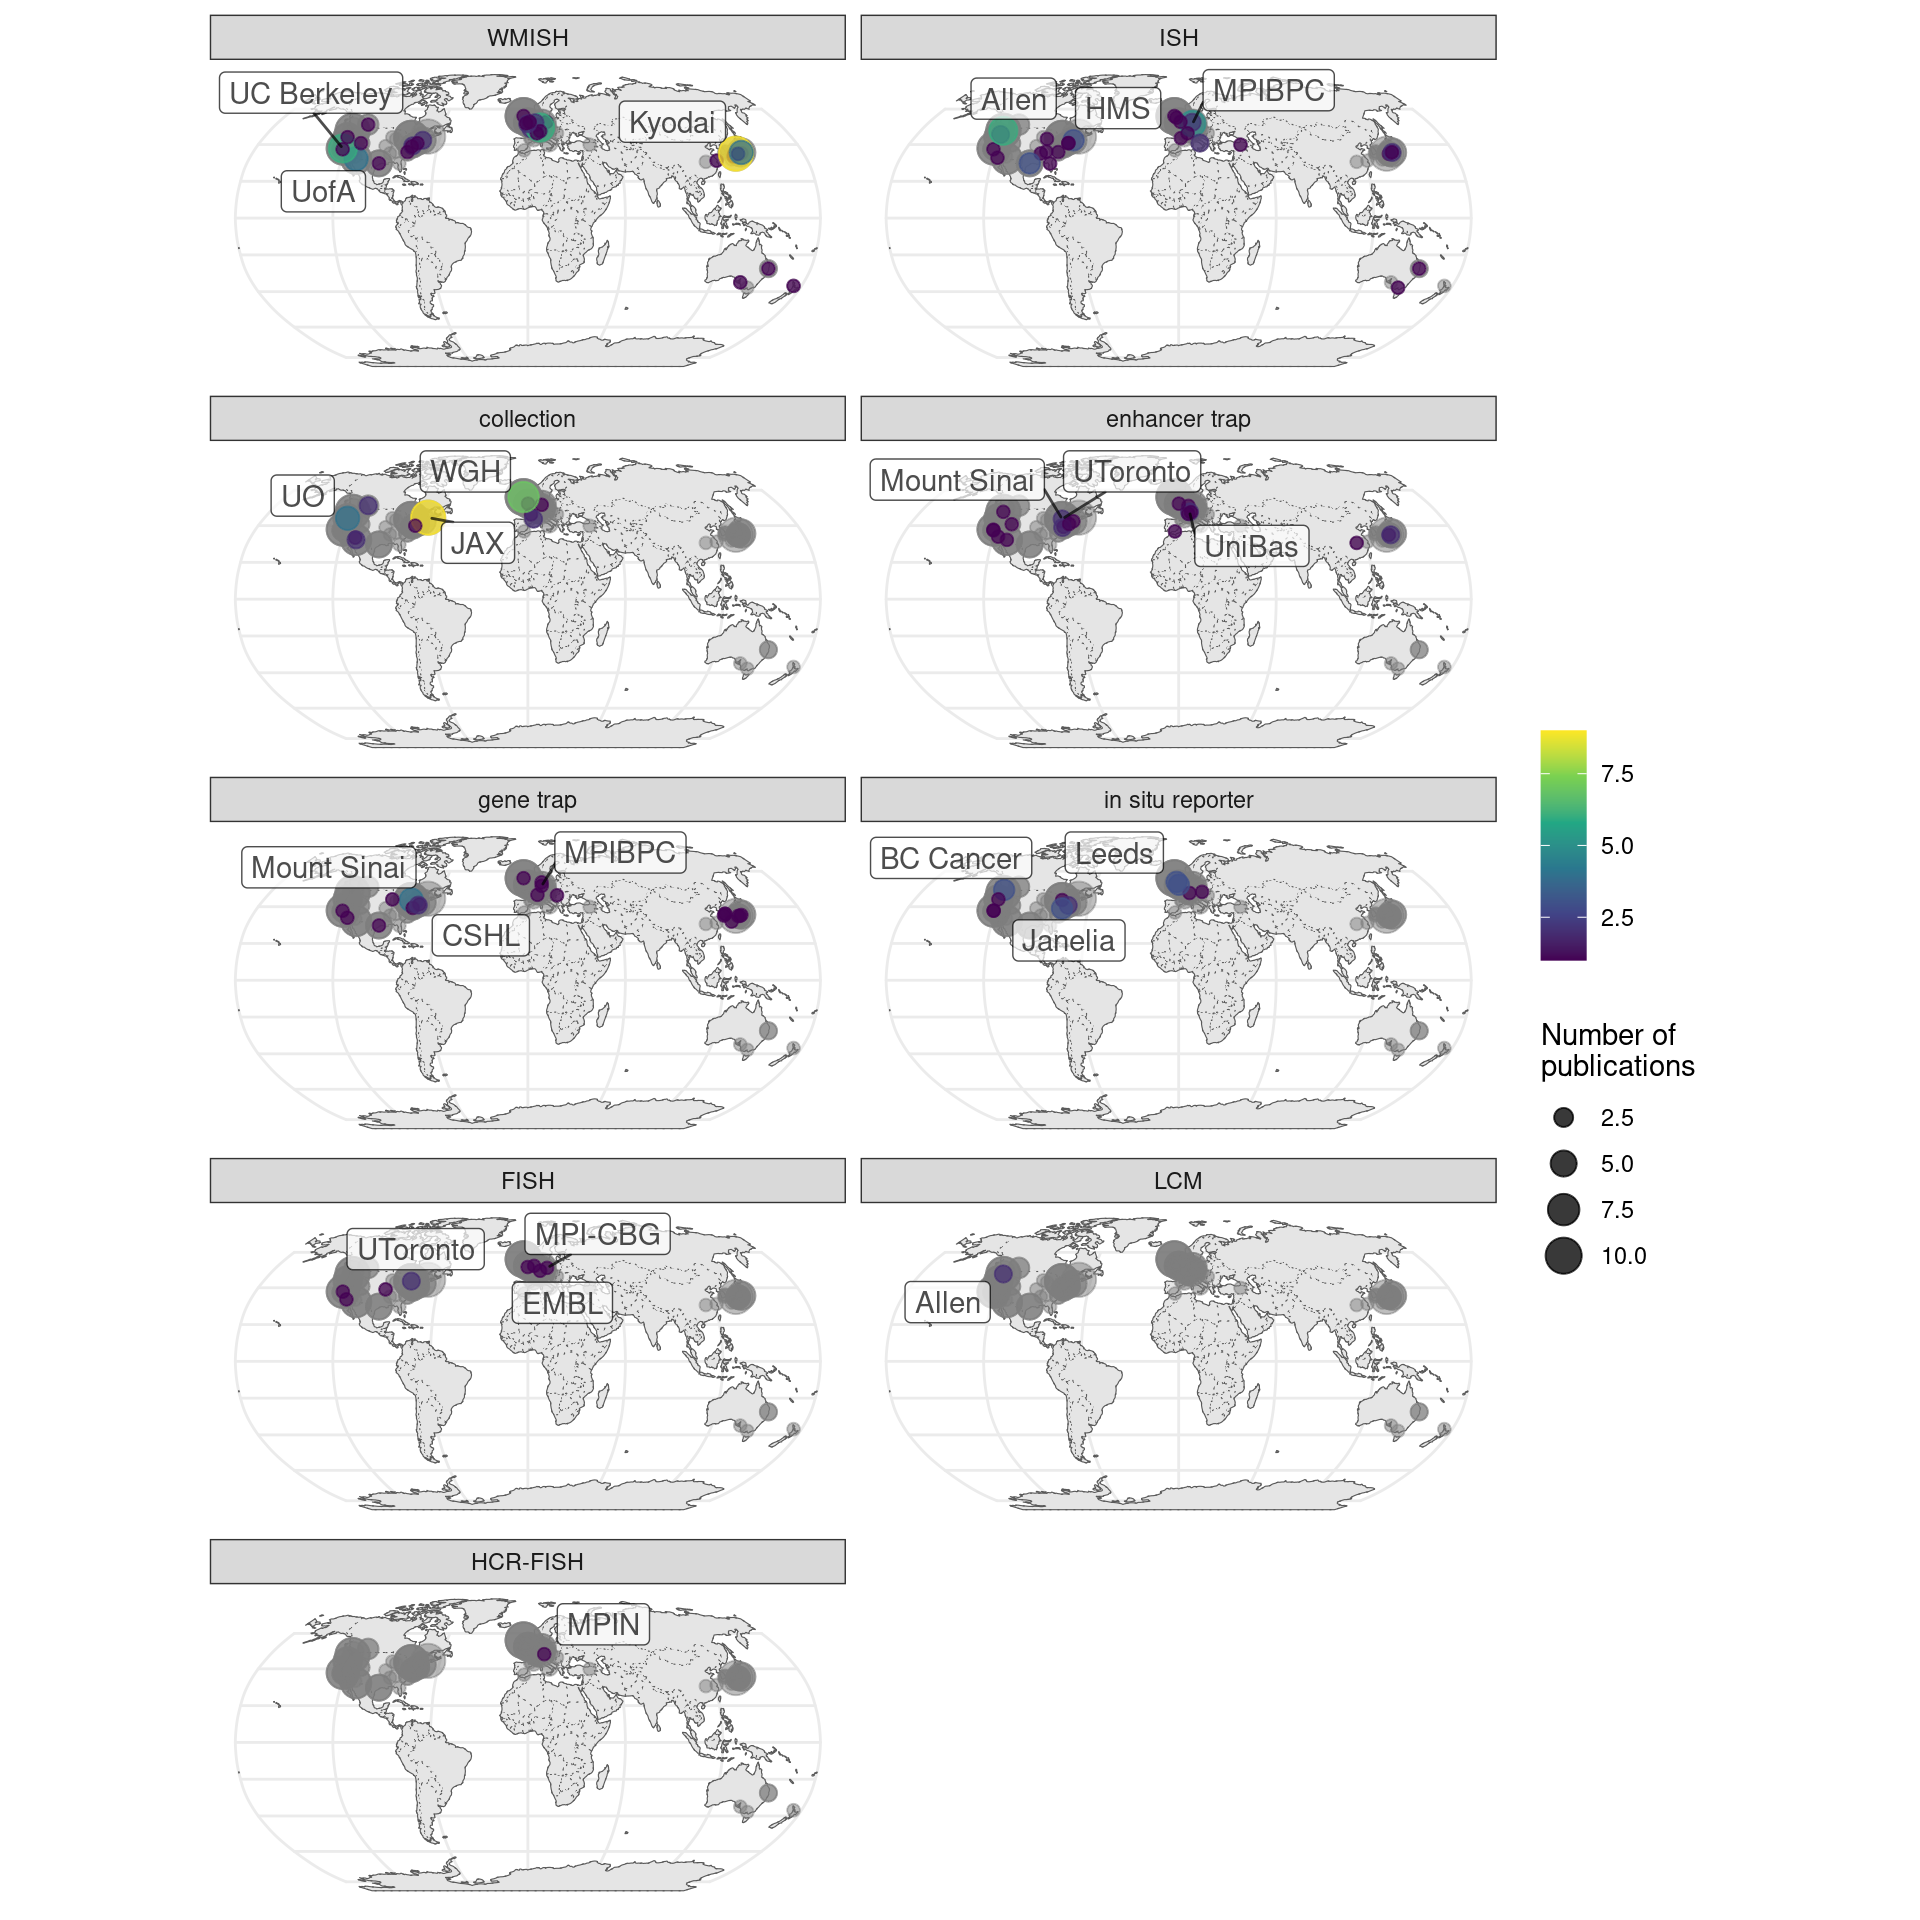 WMISH
ISH
UC Berkeley
Kyodai
UofA
Allen
HMS
MPIBPC
collection
enhancer trap
WGH
UO
JAX
Mount Sinai
UToronto
UniBas
gene trap
in situ reporter
Mount Sinai
MPIBPC
CSHL
BC Cancer
Leeds
Janelia
FISH
LCM
UToronto
MPI-CBG
EMBL
Allen
HCR-FISH
MPIN
7.5
5.0
2.5
Number of
publications
2.5
5.0
7.5
10.0